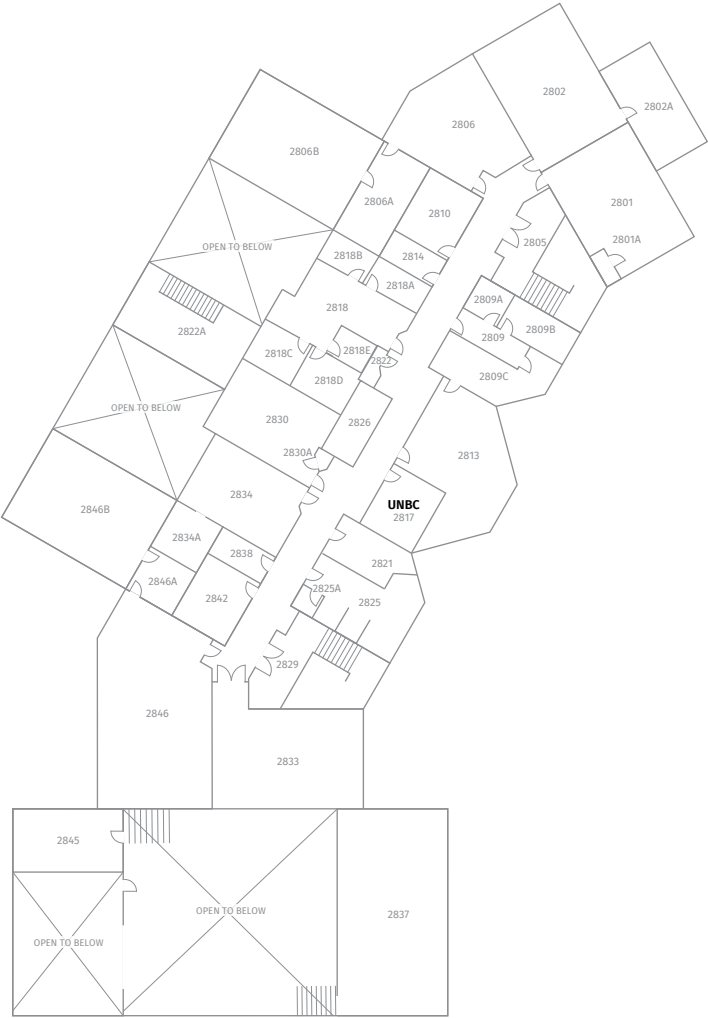 2802
2802A
2806
2806B
2801
2806A
2810
2801A
2805
OPEN TO BELOW
2818B
2814
2818A
2809A
2818
2809B
2822A
2809
2818C
2818E
2822
2809C
2818D
OPEN TO BELOW
2830
2826
2830A
2813
2834
UNBC
2817
2846B
2834A
2838
2821
2846A
2825A
2842
2825
2829
2846
2833
2845
OPEN TO BELOW
2837
OPEN TO BELOW